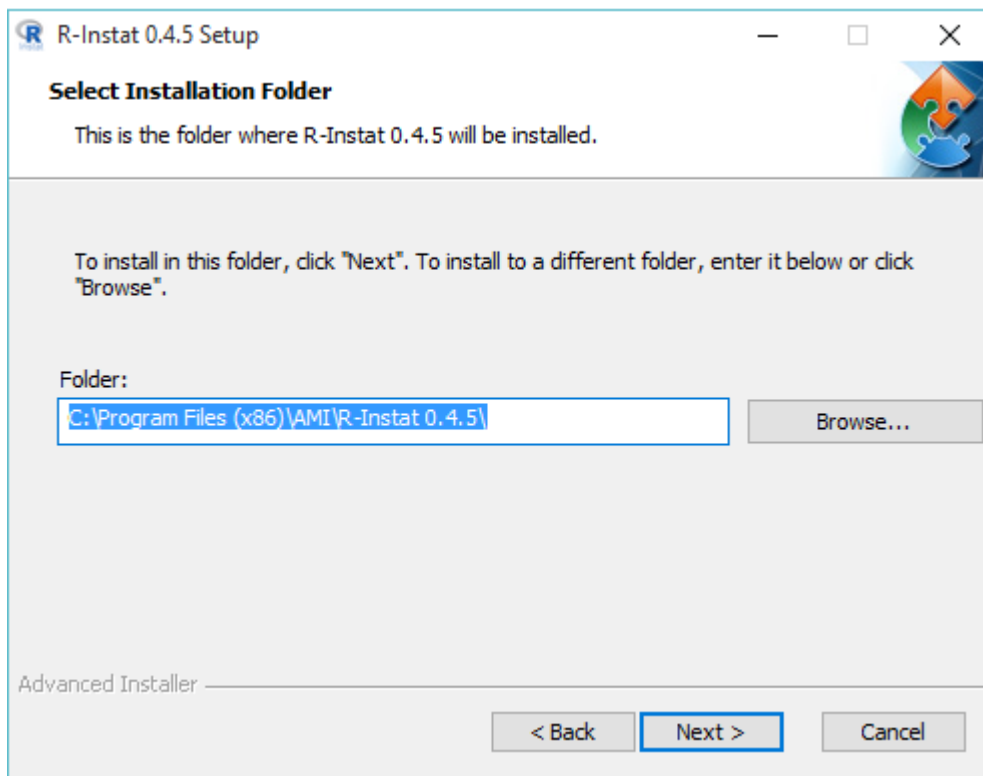 R-Instat 0.4.5 Setup
Select Installation Folder
This is the folder where R-Instat 0.4.5 will be installed.
To install in this folder, click "Next". To install to a different folder, enter it below or click
"Browse".
Folder:
C:\Program Files (x86)\AMI\R-Instat 0.4.5\
Browse...
Advanced Installer
< Back
Next >
Cancel